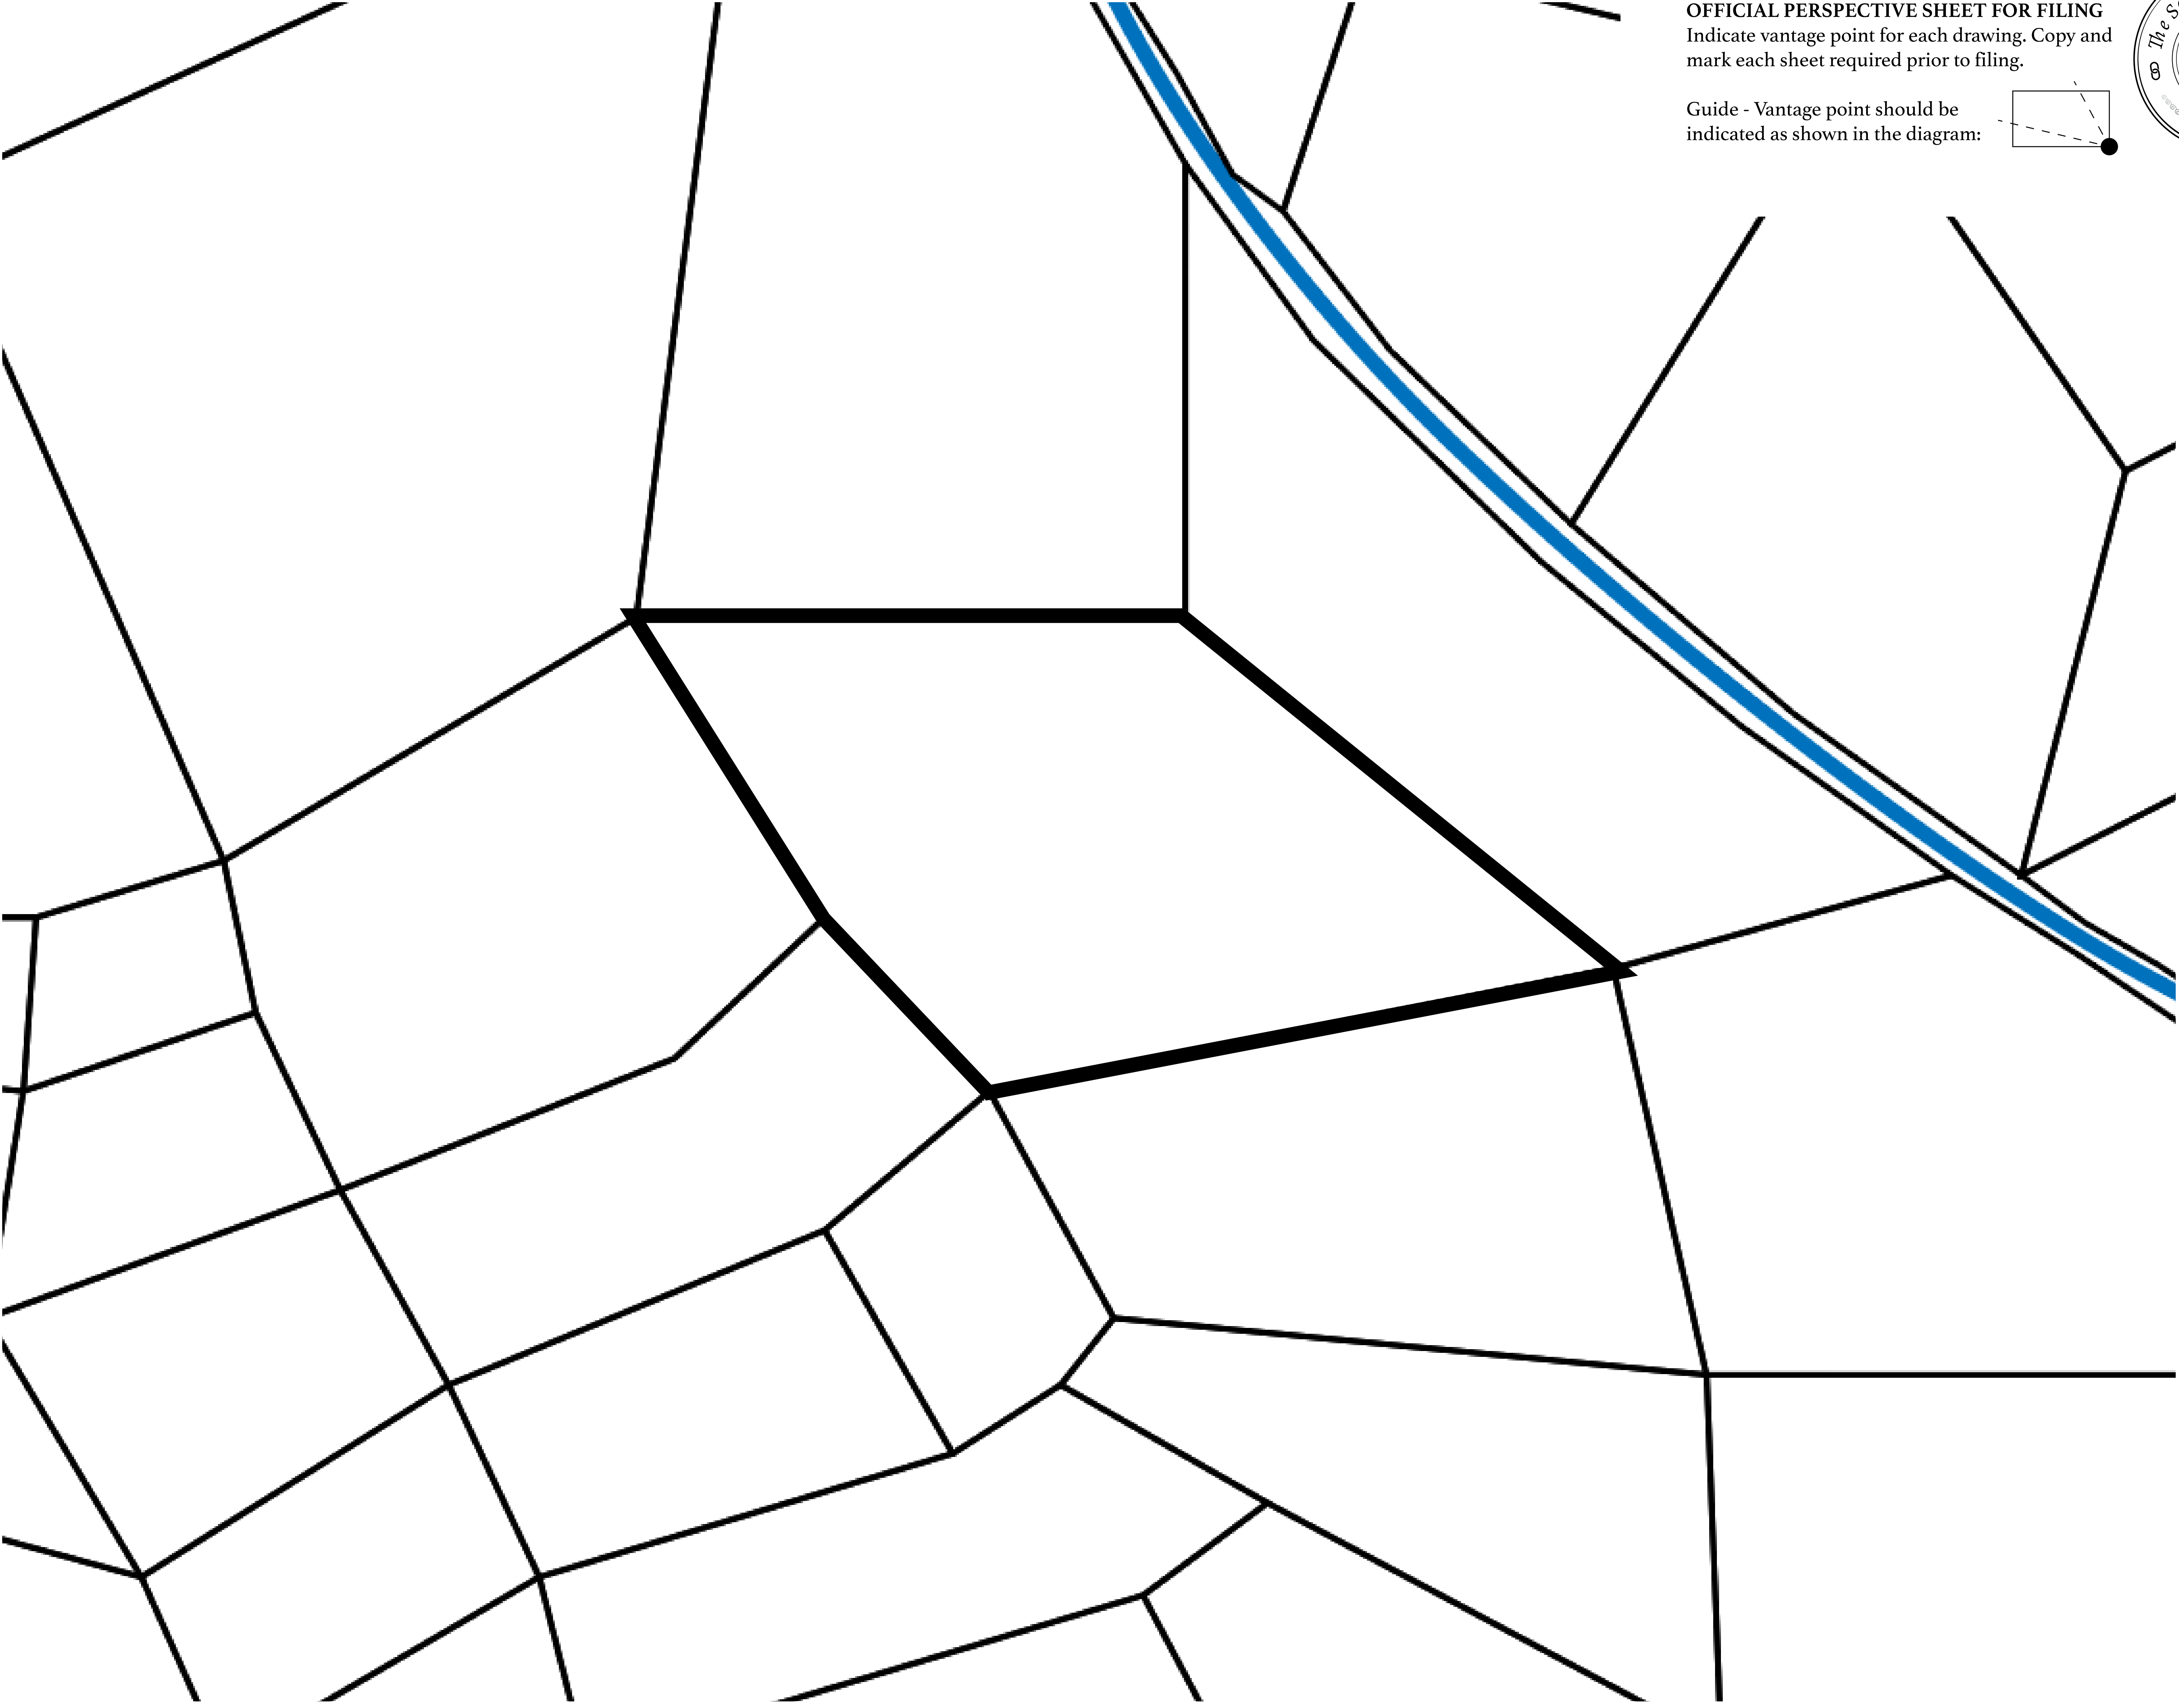 OFFICIAL PERSPECTIVE SHEET FOR FILING
Indicate vantage point for each drawing. Copy and
mark each sheet required prior to filing.
Guide - Vantage point should be
indicated as shown in the diagram:
The